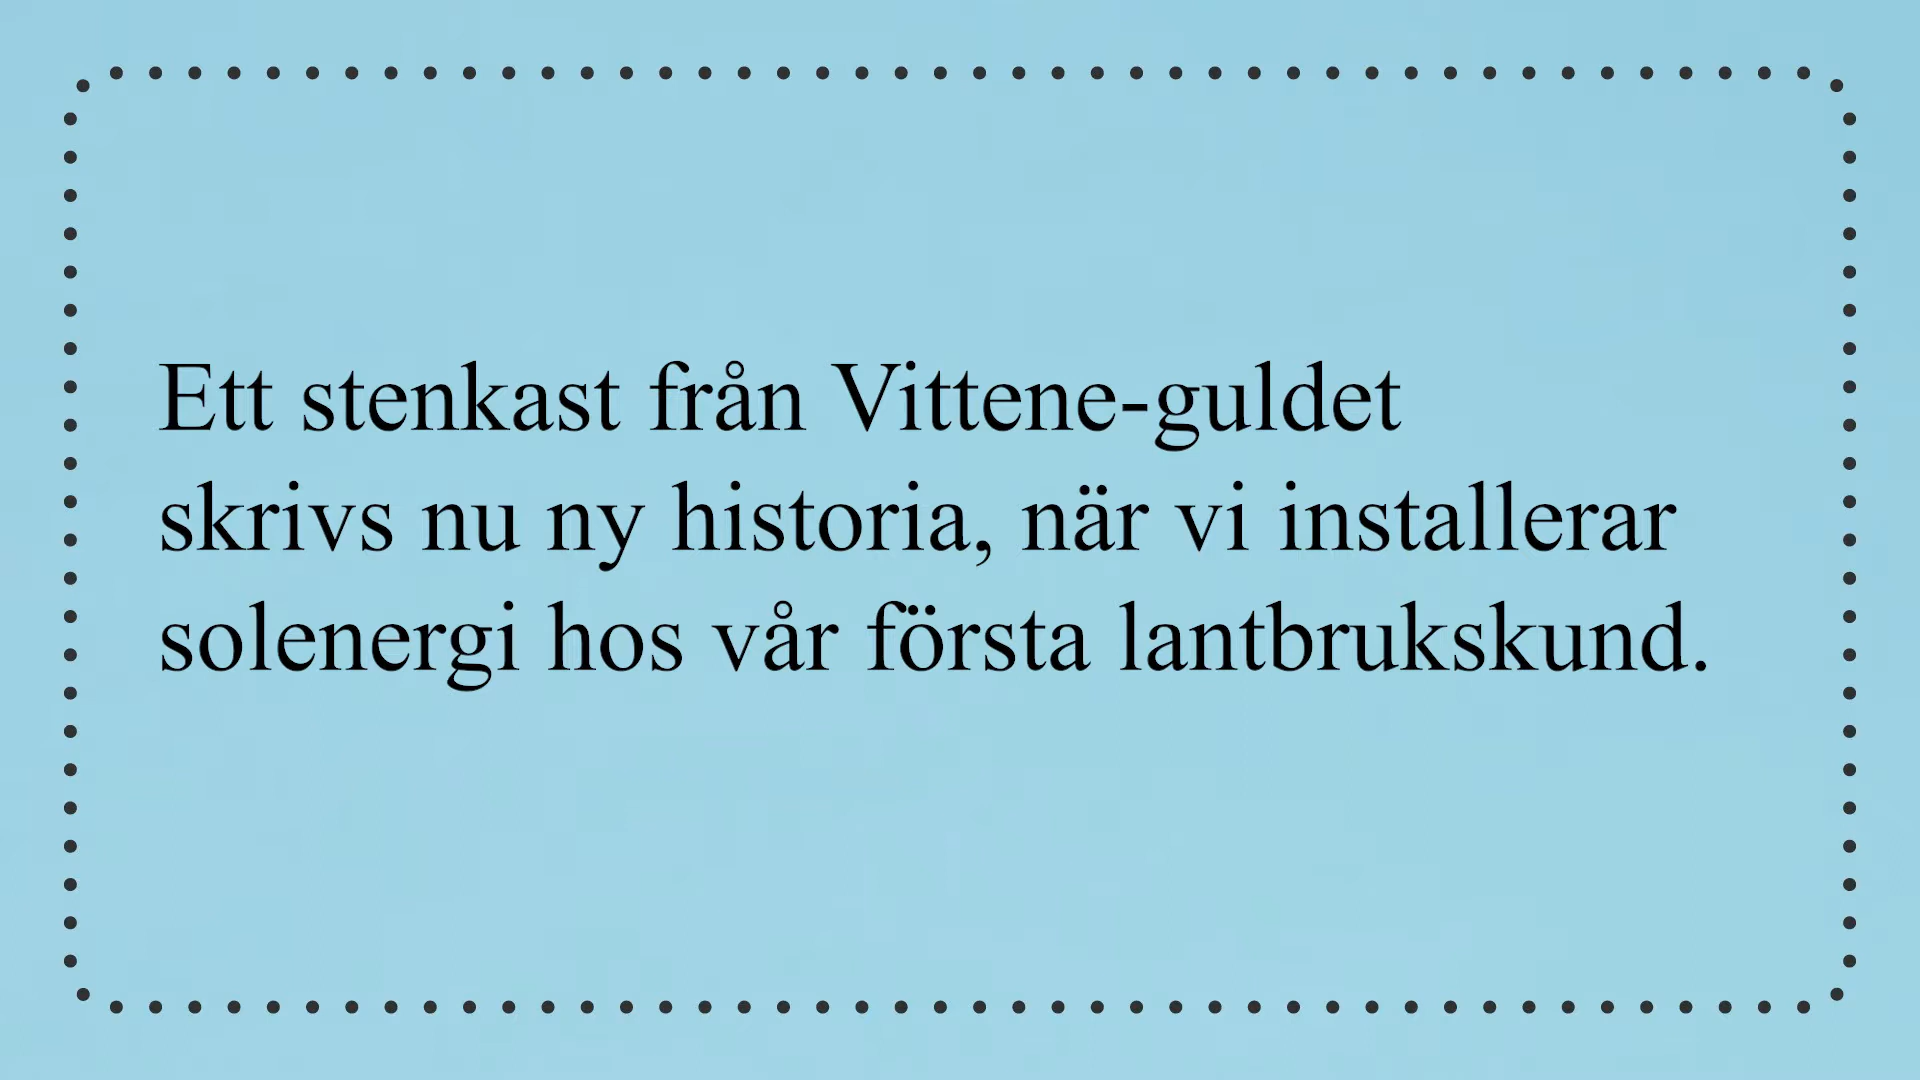 Ett stenkast från Vittene-guldet
skrivs nu ny historia, när vi installerar
solenergi hos vår första lantbrukskund.